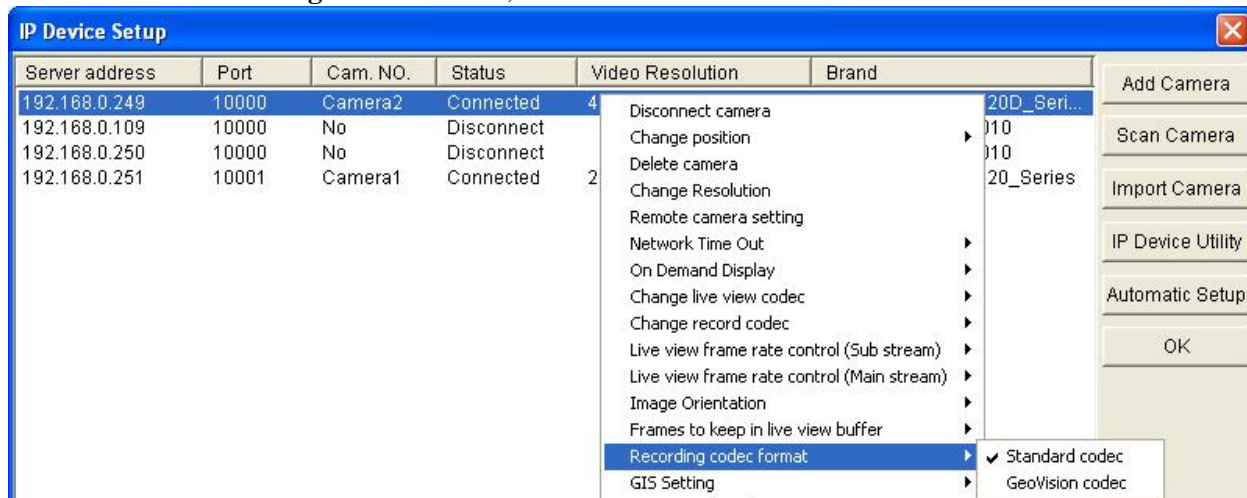 IP Device Setup
Server address Port Cam. NO. Status Video Resolution Brand
192.168.0.249 10000 Camera2 Connected 4 20D_Seri...
192.168.0.109 10000 No Disconnect 010
192.168.0.250 10000 No Disconnect 010
192.168.0.251 10001 Camera1 Connected 2 20_Series
Disconnect camera
Change position
Delete camera
Change Resolution
Remote camera setting
Network Time Out
On Demand Display
Change live view codec
Change record codec
Live view frame rate control (Sub stream)
Live view frame rate control (Main stream)
Image Orientation
Frames to keep in live view buffer
Recording codec format
GIS Setting
Standard codec
GeoVision codec
Add Camera
Scan Camera
Import Camera
IP Device Utility
Automatic Setup
OK